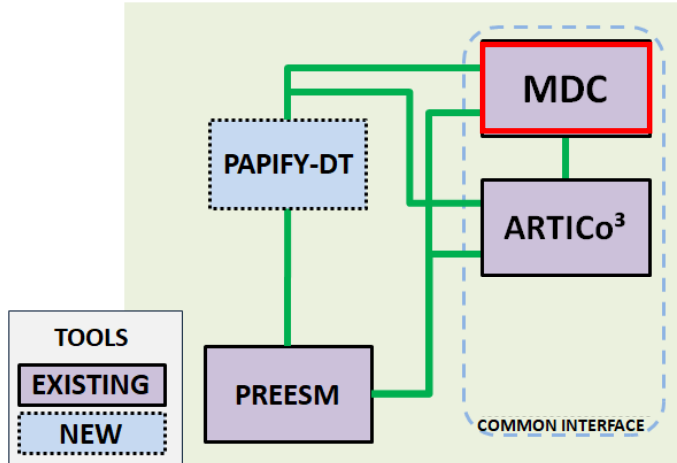 MDC
PAPIFY-DT
ARTICo³
TOOLS
EXISTING
PREESM
NEW
COMMON INTERFACE